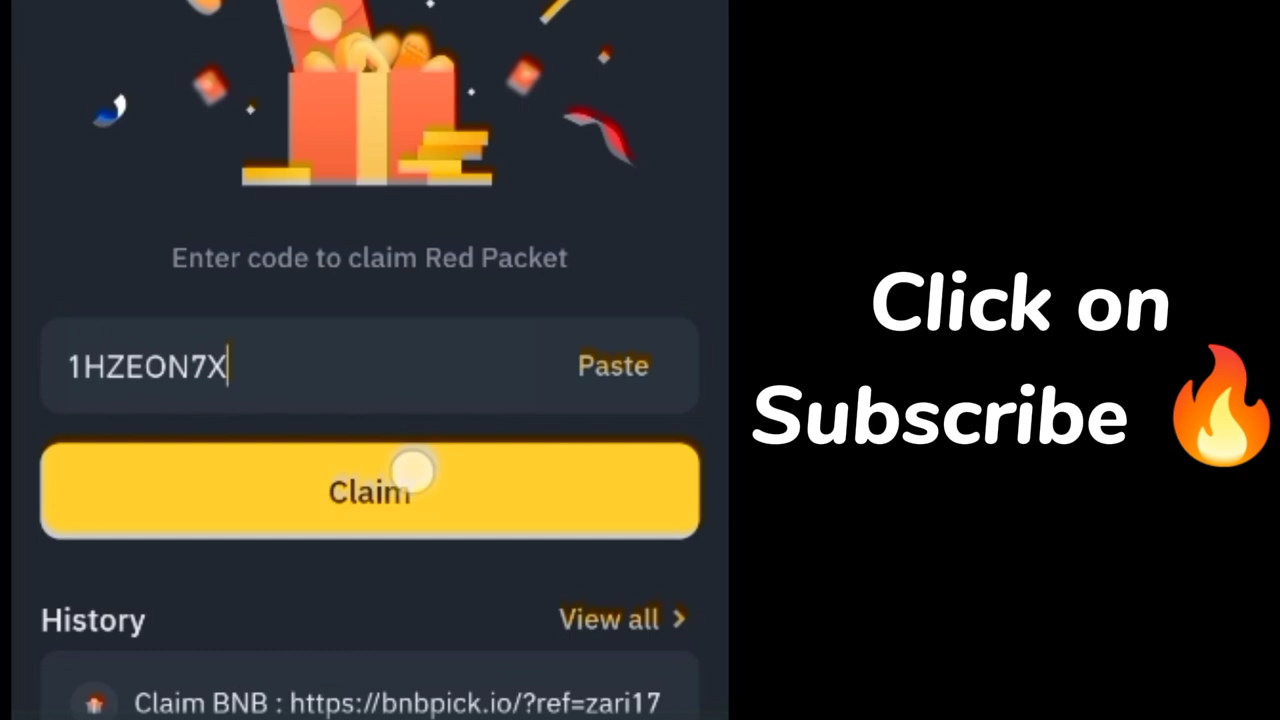 Enter code to claim Red Packet
1HZEON7X
Paste
Claim
History
View all >
Claim BNB : https://bnbpick.io/?ref=zari17
Click on
Subscribe 🔥